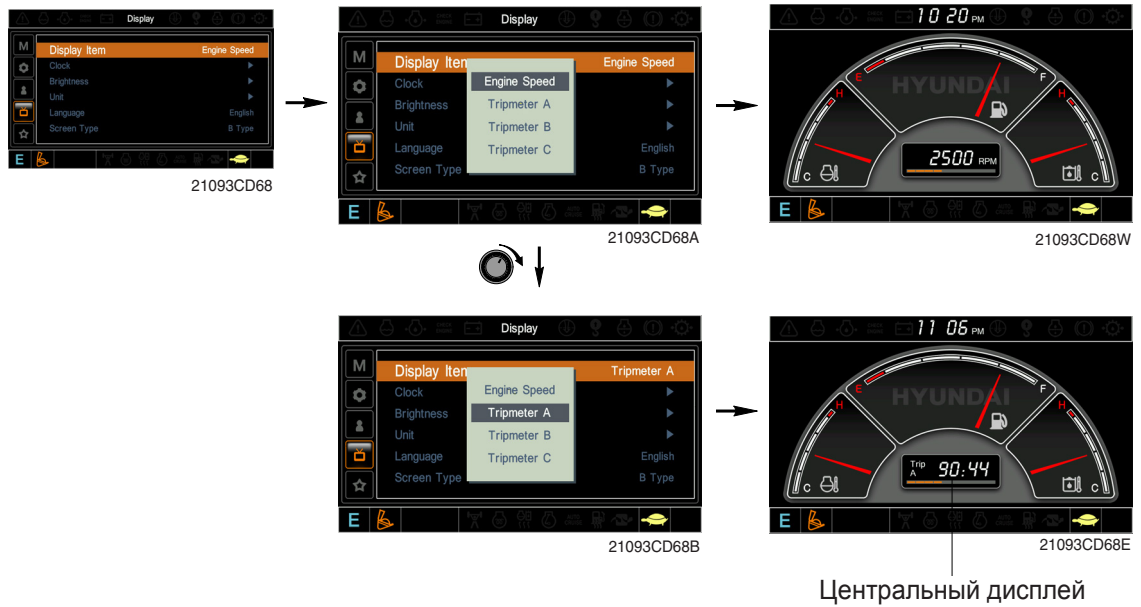 Display
M
Display Item Engine Speed
Clock
Brightness
Unit
Language English
Screen Type B Type
E
21093CD68
Display
M
Display Item Engine Speed
Clock Engine Speed
Brightness Tripmeter A
Unit Tripmeter B
Language Tripmeter C English
Screen Type B Type
E
21093CD68A
10 20 PM
HYUNDAI
E F
H H
2500 RPM
C C
E
21093CD68W
Display
M
Display Item Tripmeter A
Clock Engine Speed
Brightness Tripmeter A
Unit Tripmeter B
Language Tripmeter C English
Screen Type B Type
E
21093CD68B
11 06 PM
HYUNDAI
E F
H H
Trip A 90:44
C C
E
21093CD68E
Центральный дисплей